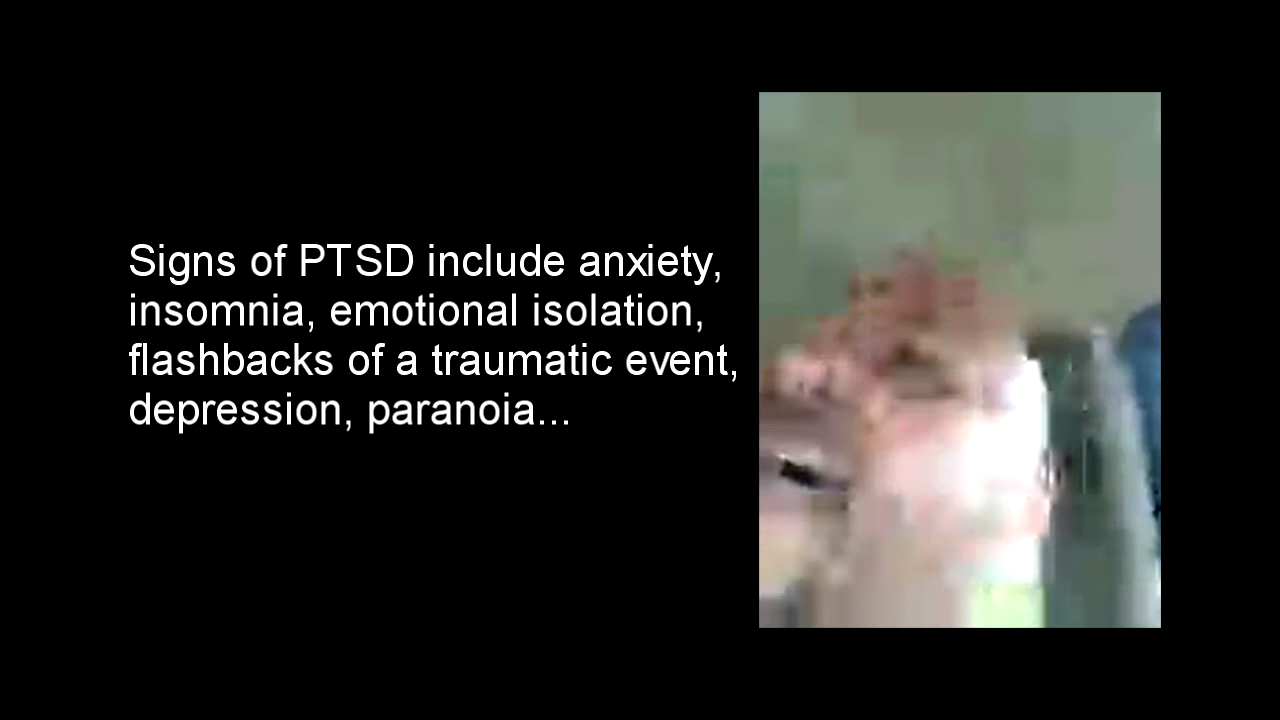 Signs of PTSD include anxiety,
insomnia, emotional isolation,
flashbacks of a traumatic event,
depression, paranoia...